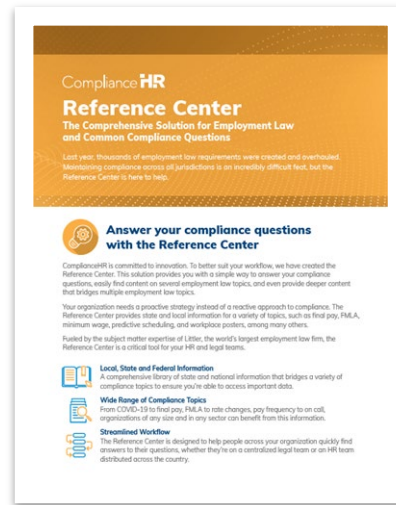 Compliance HR
Reference Center
The Comprehensive Solution for Employment Law
and Common Compliance Questions
Last year, thousands of employment law requirements were created and overhauled.
Maintaining compliance across all jurisdictions is an incredibly difficult feat, but the
Reference Center is here to help.
Answer your compliance questions
with the Reference Center
ComplianceHR is committed to innovation. To better suit your workflow, we have created the
Reference Center. This solution provides you with a simple way to answer your compliance
questions, easily find content on several employment law topics, and even provide deeper content
that bridges multiple employment law topics.
Your organization needs a proactive strategy instead of a reactive approach to compliance. The
Reference Center provides state and local information for a variety of topics, such as final pay, FMLA,
minimum wage, predictive scheduling, and workplace posters, among many others.
Fueled by the subject matter expertise of Littler, the world's largest employment law firm, the
Reference Center is a critical tool for your HR and legal teams.
Local, State and Federal Information
A comprehensive library of state and national information that bridges a variety of
compliance topics to ensure you're able to access important data.
Wide Range of Compliance Topics
From COVID-19 to final pay, FMLA to rate changes, pay frequency to on call,
organizations of any size and in any sector can benefit from this information.
Streamlined Workflow
The Reference Center is designed to help people across your organization quickly find
answers to their questions, whether they're on a centralized legal team or an HR team
distributed across the country.